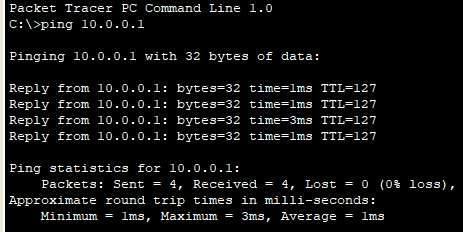 Packet Tracer PC Command Line 1.0
C:\>ping 10.0.0.1
Pinging 10.0.0.1 with 32 bytes of data:
Reply from 10.0.0.1: bytes=32 time=1ms TTL=127
Reply from 10.0.0.1: bytes=32 time=1ms TTL=127
Reply from 10.0.0.1: bytes=32 time=3ms TTL=127
Reply from 10.0.0.1: bytes=32 time=1ms TTL=127
Ping statistics for 10.0.0.1:
Packets: Sent = 4, Received = 4, Lost = 0 (0% loss),
Approximate round trip times in milli-seconds:
Minimum = 1ms, Maximum = 3ms, Average = 1ms